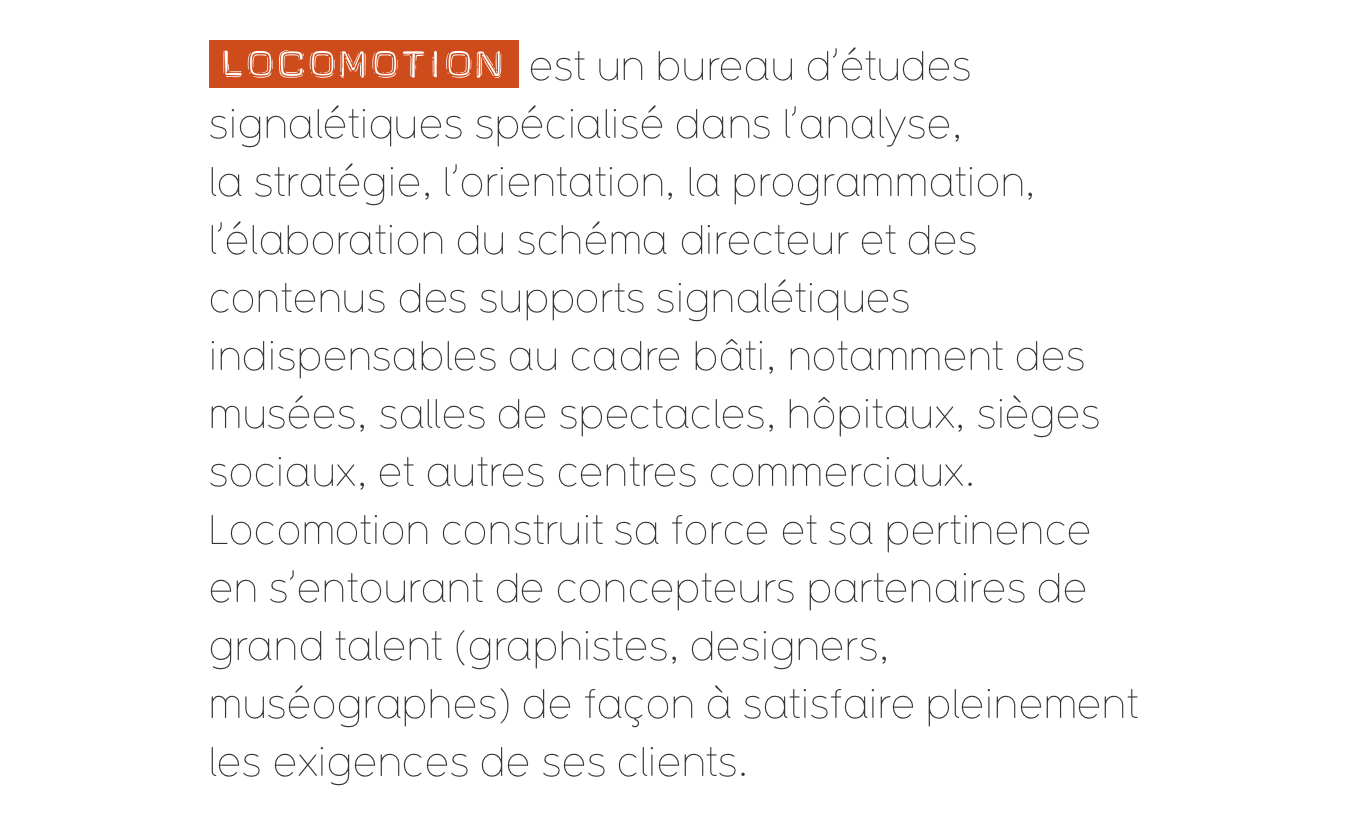 LOCOMOTION est un bureau d’études
signalétiques spécialisé dans l’analyse,
la stratégie, l’orientation, la programmation,
l’élaboration du schéma directeur et des
contenus des supports signalétiques
indispensables au cadre bâti, notamment des
musées, salles de spectacles, hôpitaux, sièges
sociaux, et autres centres commerciaux.
Locomotion construit sa force et sa pertinence
en s’entourant de concepteurs partenaires de
grand talent (graphistes, designers,
muséographes) de façon à satisfaire pleinement
les exigences de ses clients.